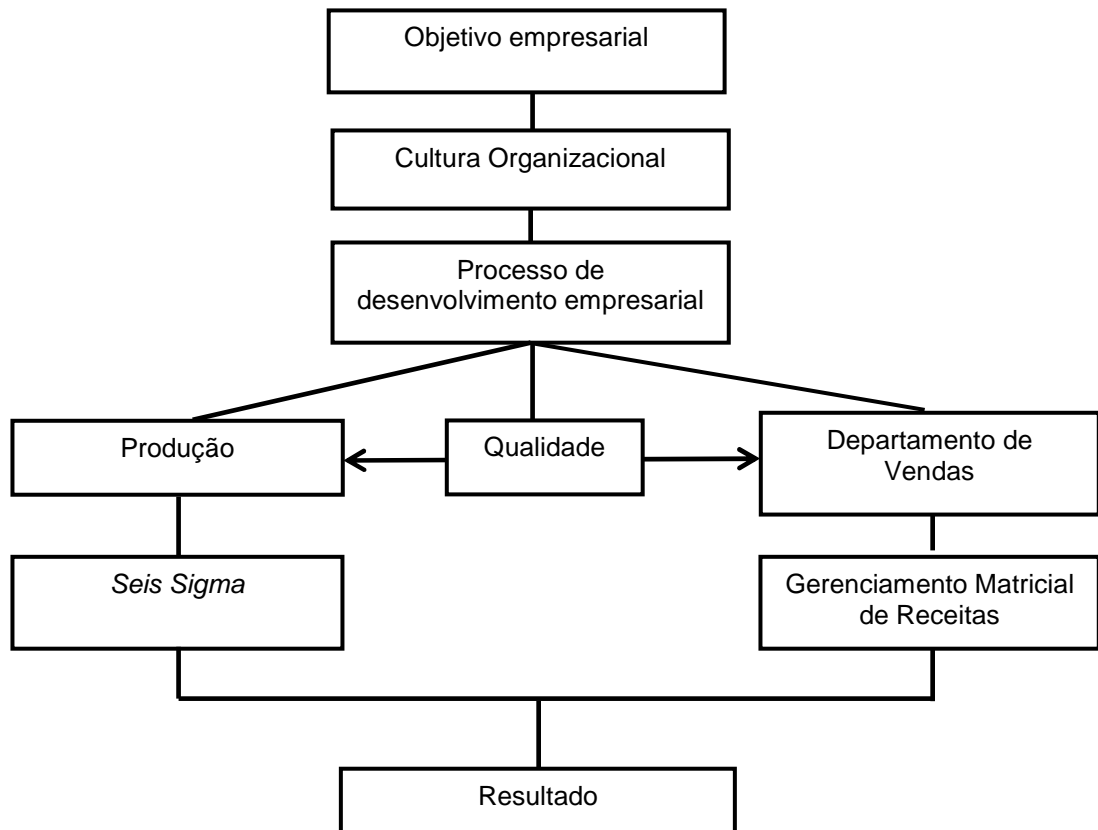 Objetivo empresarial
Cultura Organizacional
Processo de
desenvolvimento empresarial
Produção
Qualidade
Departamento de
Vendas
Seis Sigma
Gerenciamento Matricial
de Receitas
Resultado